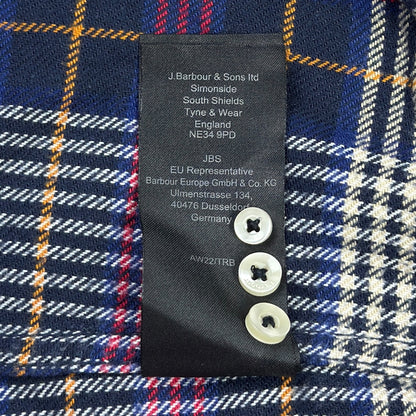 J.Barbour & Sons ltd
Simonside
South Shields
Tyne & Wear
England
NE34 9PD
JBS
EU Representative
Barbour Europe GmbH & Co. KG
Ulmenstrasse 134,
40476 Dusseldorf
Germany
AW22/TRB